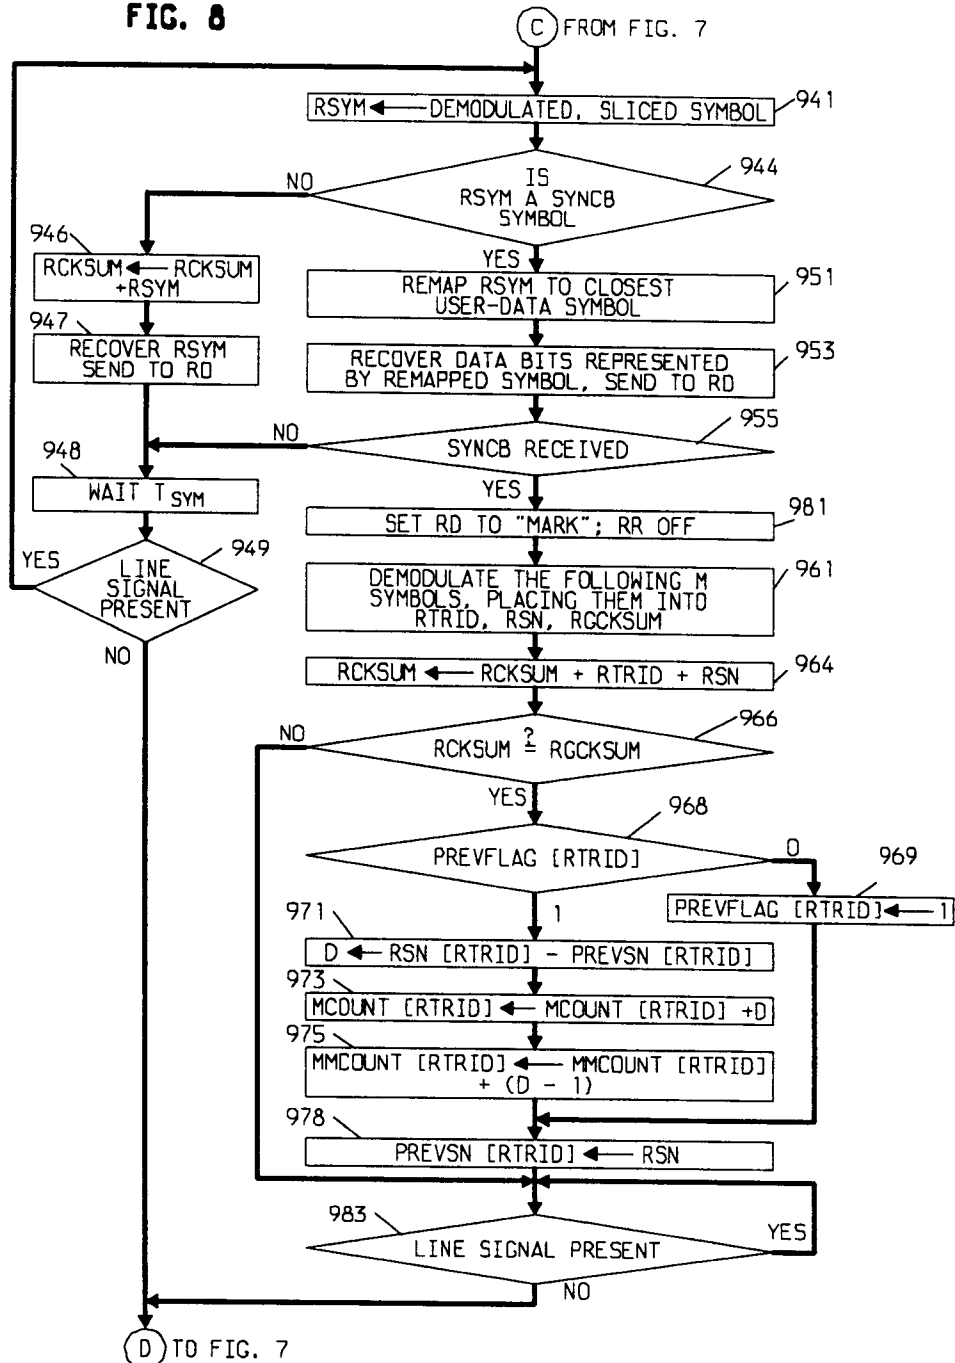 FIG. 8
C FROM FIG. 7
RSYM ← DEMODULATED, SLICED SYMBOL
941
IS
RSYM A SYNCB
SYMBOL
944
NO
YES
946
RCKSUM ← RCKSUM
+RSYM
REMAP RSYM TO CLOSEST
USER-DATA SYMBOL
951
947
RECOVER RSYM
SEND TO RD
RECOVER DATA BITS REPRESENTED
BY REMAPPED SYMBOL, SEND TO RD
953
NO
SYNCB RECEIVED
955
YES
948
WAIT TSYM
SET RD TO "MARK"; RR OFF
981
YES
LINE
SIGNAL
PRESENT
949
NO
DEMODULATE THE FOLLOWING M
SYMBOLS, PLACING THEM INTO
RTRID, RSN, RGCKSUM
961
RCKSUM ← RCKSUM + RTRID + RSN
964
NO
RCKSUM ≟ RGCKSUM
966
YES
PREVFLAG [RTRID]
968
0
969
PREVFLAG [RTRID] ← 1
1
971
D ← RSN [RTRID] - PREVSN [RTRID]
973
MCOUNT [RTRID] ← MCOUNT [RTRID] +D
975
MMCOUNT [RTRID] ← MMCOUNT [RTRID]
+ (D - 1)
978
PREVSN [RTRID] ← RSN
983
LINE SIGNAL PRESENT
YES
NO
D TO FIG. 7